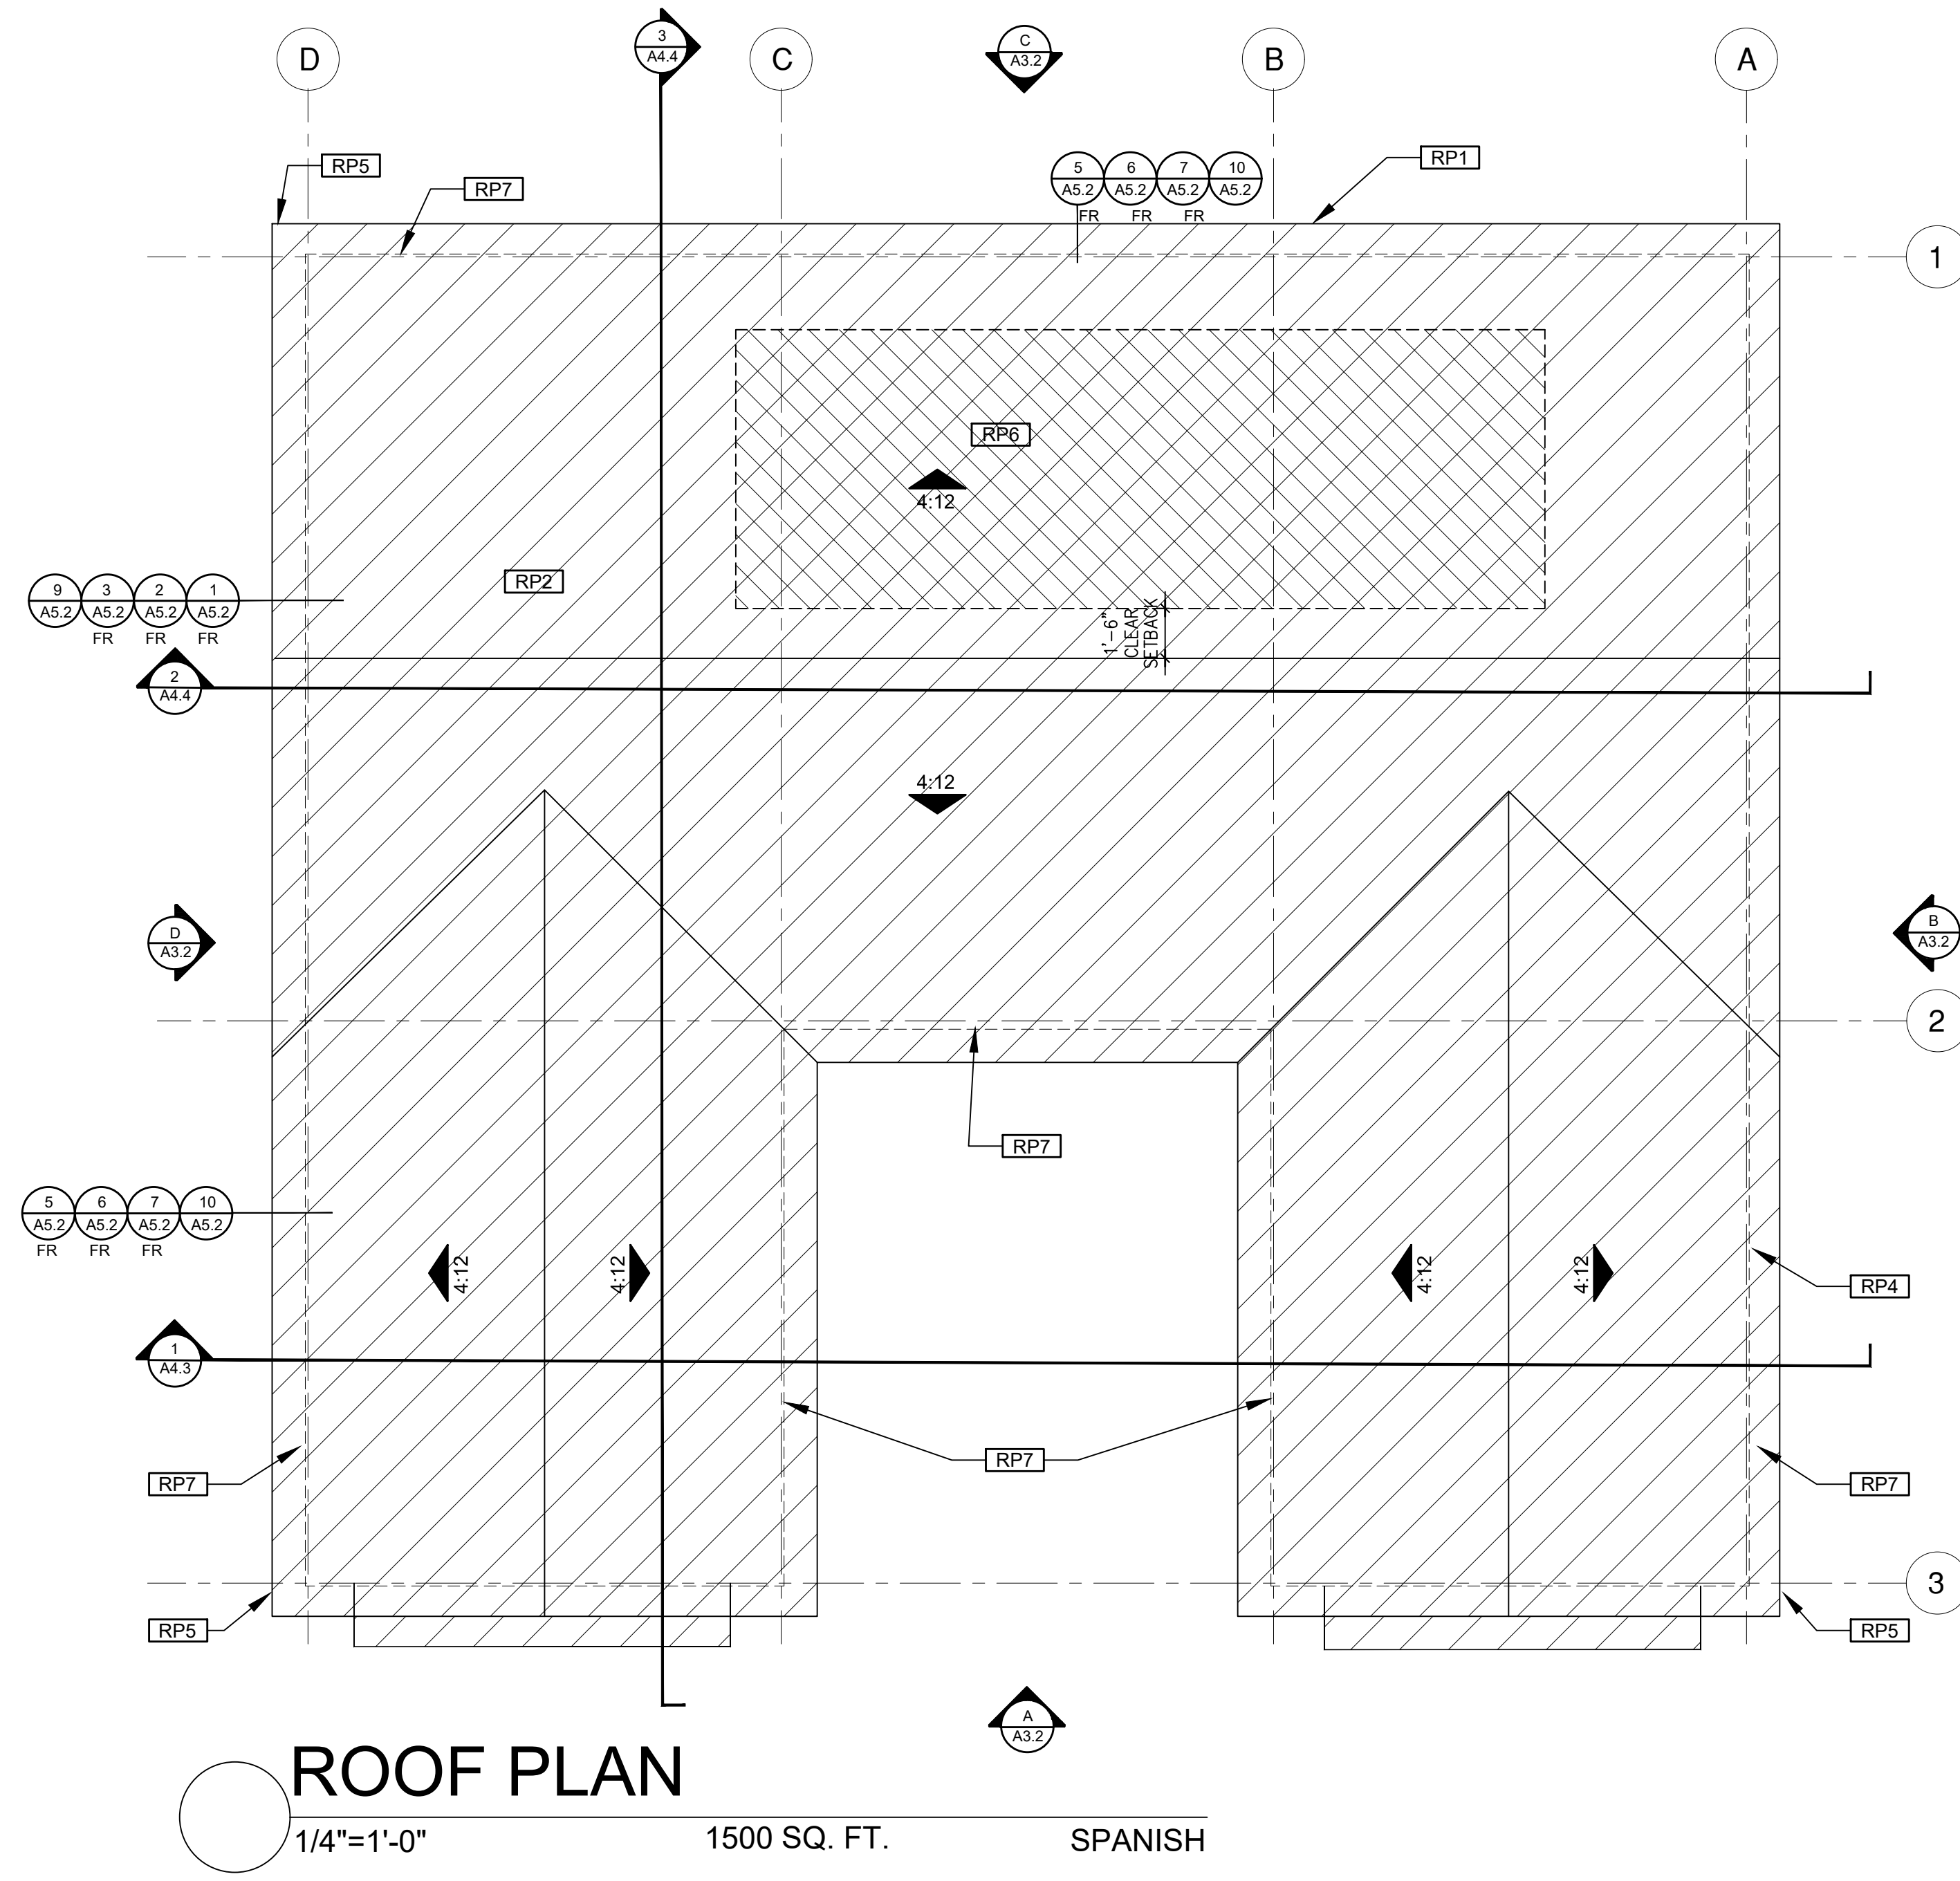 D
3
A4.4
C
C
A3.2
B
A
RP5
RP7
5 6 7 10
A5.2 A5.2 A5.2 A5.2
FR FR FR
RP1
1
RP6
4:12
RP2
9 3 2 1
A5.2 A5.2 A5.2 A5.2
FR FR FR
1'-6"
CLEAR
SETBACK
2
A4.4
4:12
D
A3.2
B
A3.2
2
RP7
5 6 7 10
A5.2 A5.2 A5.2 A5.2
FR FR FR
4:12
4:12
4:12
4:12
RP4
1
A4.3
RP7
RP7
RP7
3
RP5
RP5
A
A3.2
ROOF PLAN
1/4"=1'-0" 1500 SQ. FT. SPANISH